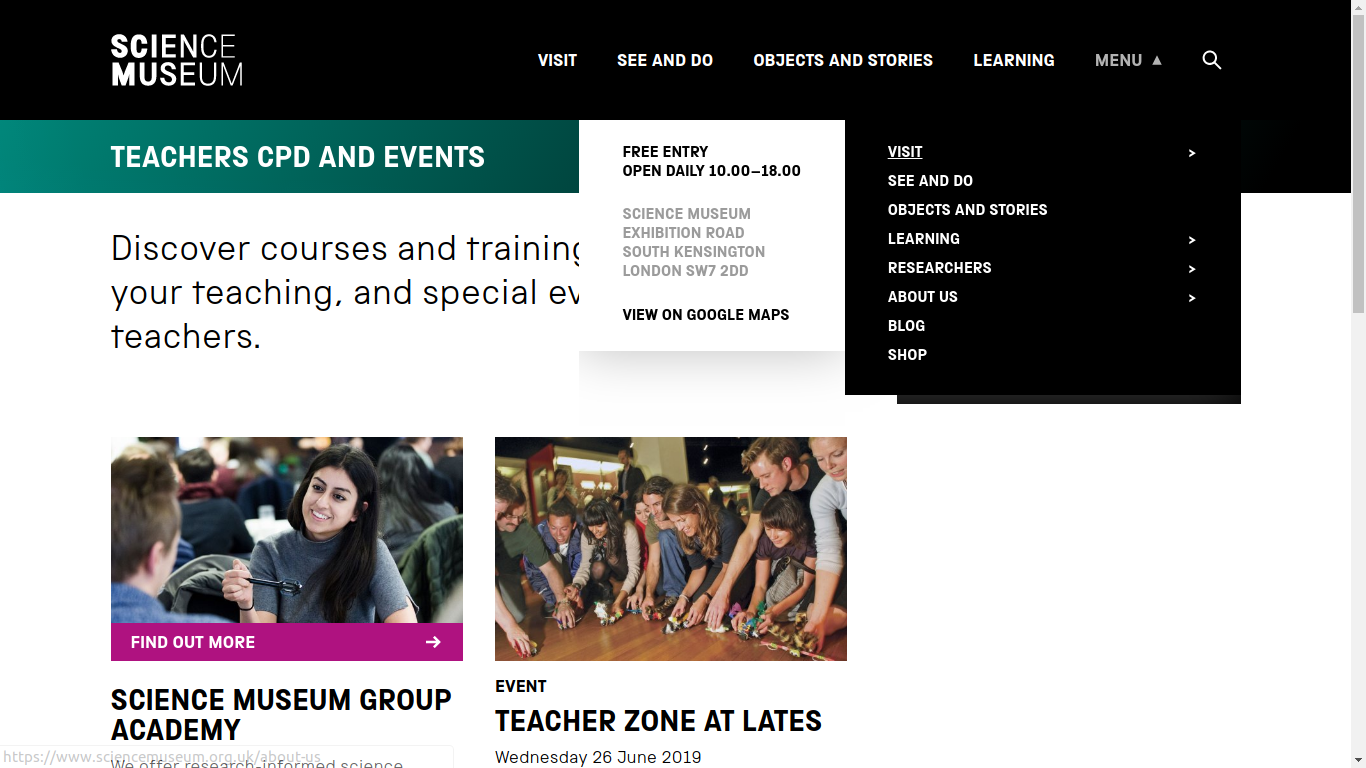 SCIENCE
MUSEUM
VISIT
SEE AND DO
OBJECTS AND STORIES
LEARNING
MENU ▲
TEACHERS CPD AND EVENTS
FREE ENTRY
OPEN DAILY 10.00–18.00
SCIENCE MUSEUM
EXHIBITION ROAD
SOUTH KENSINGTON
LONDON SW7 2DD
VIEW ON GOOGLE MAPS
VISIT >
SEE AND DO
OBJECTS AND STORIES
LEARNING >
RESEARCHERS >
ABOUT US >
BLOG
SHOP
Discover courses and training
your teaching, and special
teachers.
FIND OUT MORE →
SCIENCE MUSEUM GROUP
ACADEMY
We offer research-informed science
EVENT
TEACHER ZONE AT LATES
Wednesday 26 June 2019
https://www.sciencemuseum.org.uk/about-us